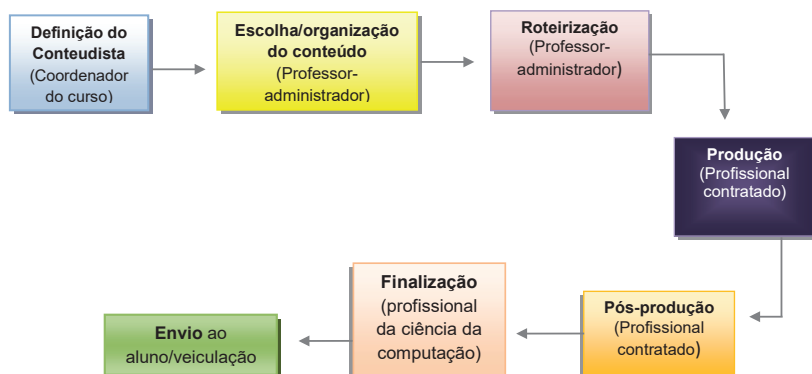 Definição do
Conteudista
(Coordenador
do curso)
Escolha/organização
do conteúdo
(Professor-
administrador)
Roteirização
(Professor-
administrador)
Produção
(Profissional
contratado)
Pós-produção
(Profissional
contratado)
Finalização
(profissional
da ciência da
computação)
Envio ao
aluno/veiculação